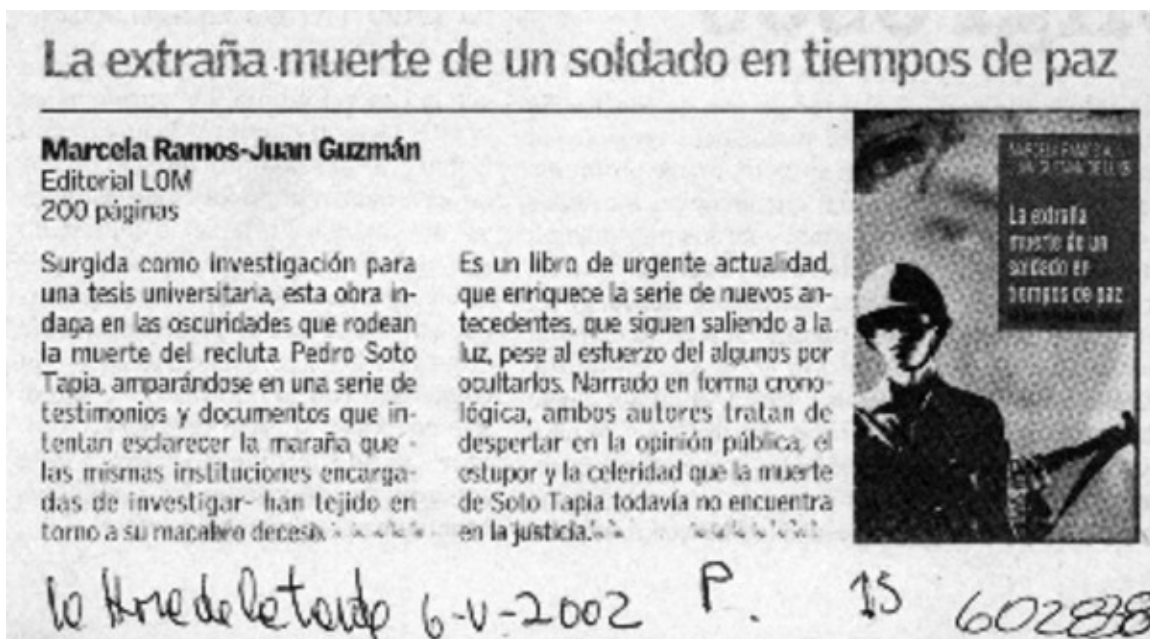 La extraña muerte de un soldado en tiempos de paz
Marcela Ramos-Juan Guzmán
Editorial LOM
200 páginas
Surgida como investigación para
una tesis universitaria, esta obra in-
daga en las oscuridades que rodean
la muerte del recluta Pedro Soto
Tapia, amparándose en una serie de
testimonios y documentos que in-
tentan esclarecer la maraña que -
las mismas instituciones encarga-
das de investigar- han tejido en
torno a su macabro deceso.
Es un libro de urgente actualidad,
que enriquece la serie de nuevos an-
tecedentes, que siguen saliendo a la
luz, pese al esfuerzo del algunos por
ocultarlos. Narrado en forma crono-
lógica, ambos autores tratan de
despertar en la opinión pública, el
estupor y la celeridad que la muerte
de Soto Tapia todavía no encuentra
en la justicia.
La extraña
muerte de un
soldado en
tiempos de paz
la Hora de la tarde 6-V-2002 P. 15 602838